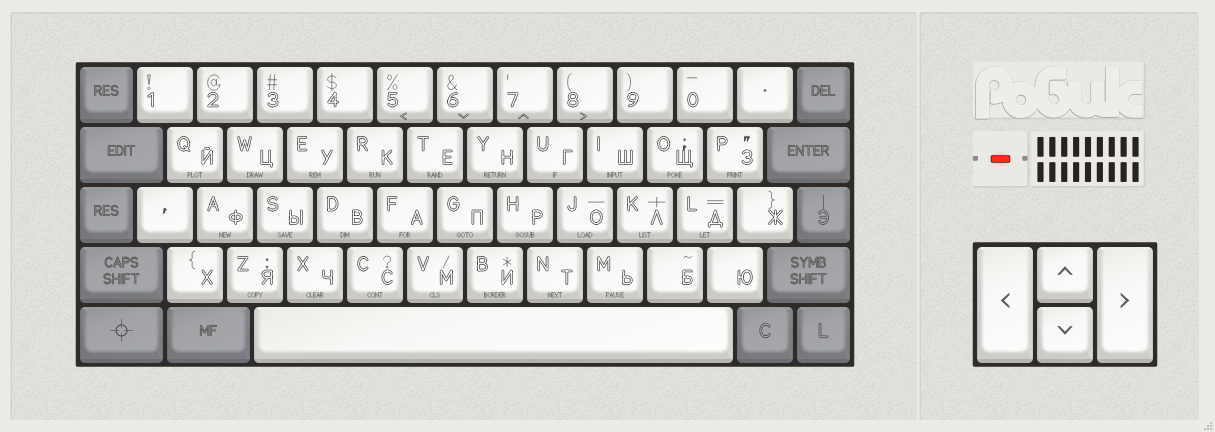 RES ! 1 @ 2 # 3 $ 4 % 5 < & 6 ' 7 ( 8 > ) 9 _ 0 . DEL
EDIT Q Й PLOT W Ц DRAW E У REM R К RUN T Е RAND Y Н RETURN U Г IF I Ш INPUT O ; Щ POKE P " З PRINT ENTER
RES , A Ф NEW S Ы SAVE D В DIM F А FOR G П GOTO H Р GOSUB J — О LOAD K + Л LIST L = Д LET } Ж | Э
CAPS SHIFT { Х Z : Я COPY X Ч CLEAR C ? С CONT V / М CLS B * И BORDER N Т NEXT M Ь PAUSE ~ Б Ю SYMB SHIFT
MF C L
Robik
< ^ >